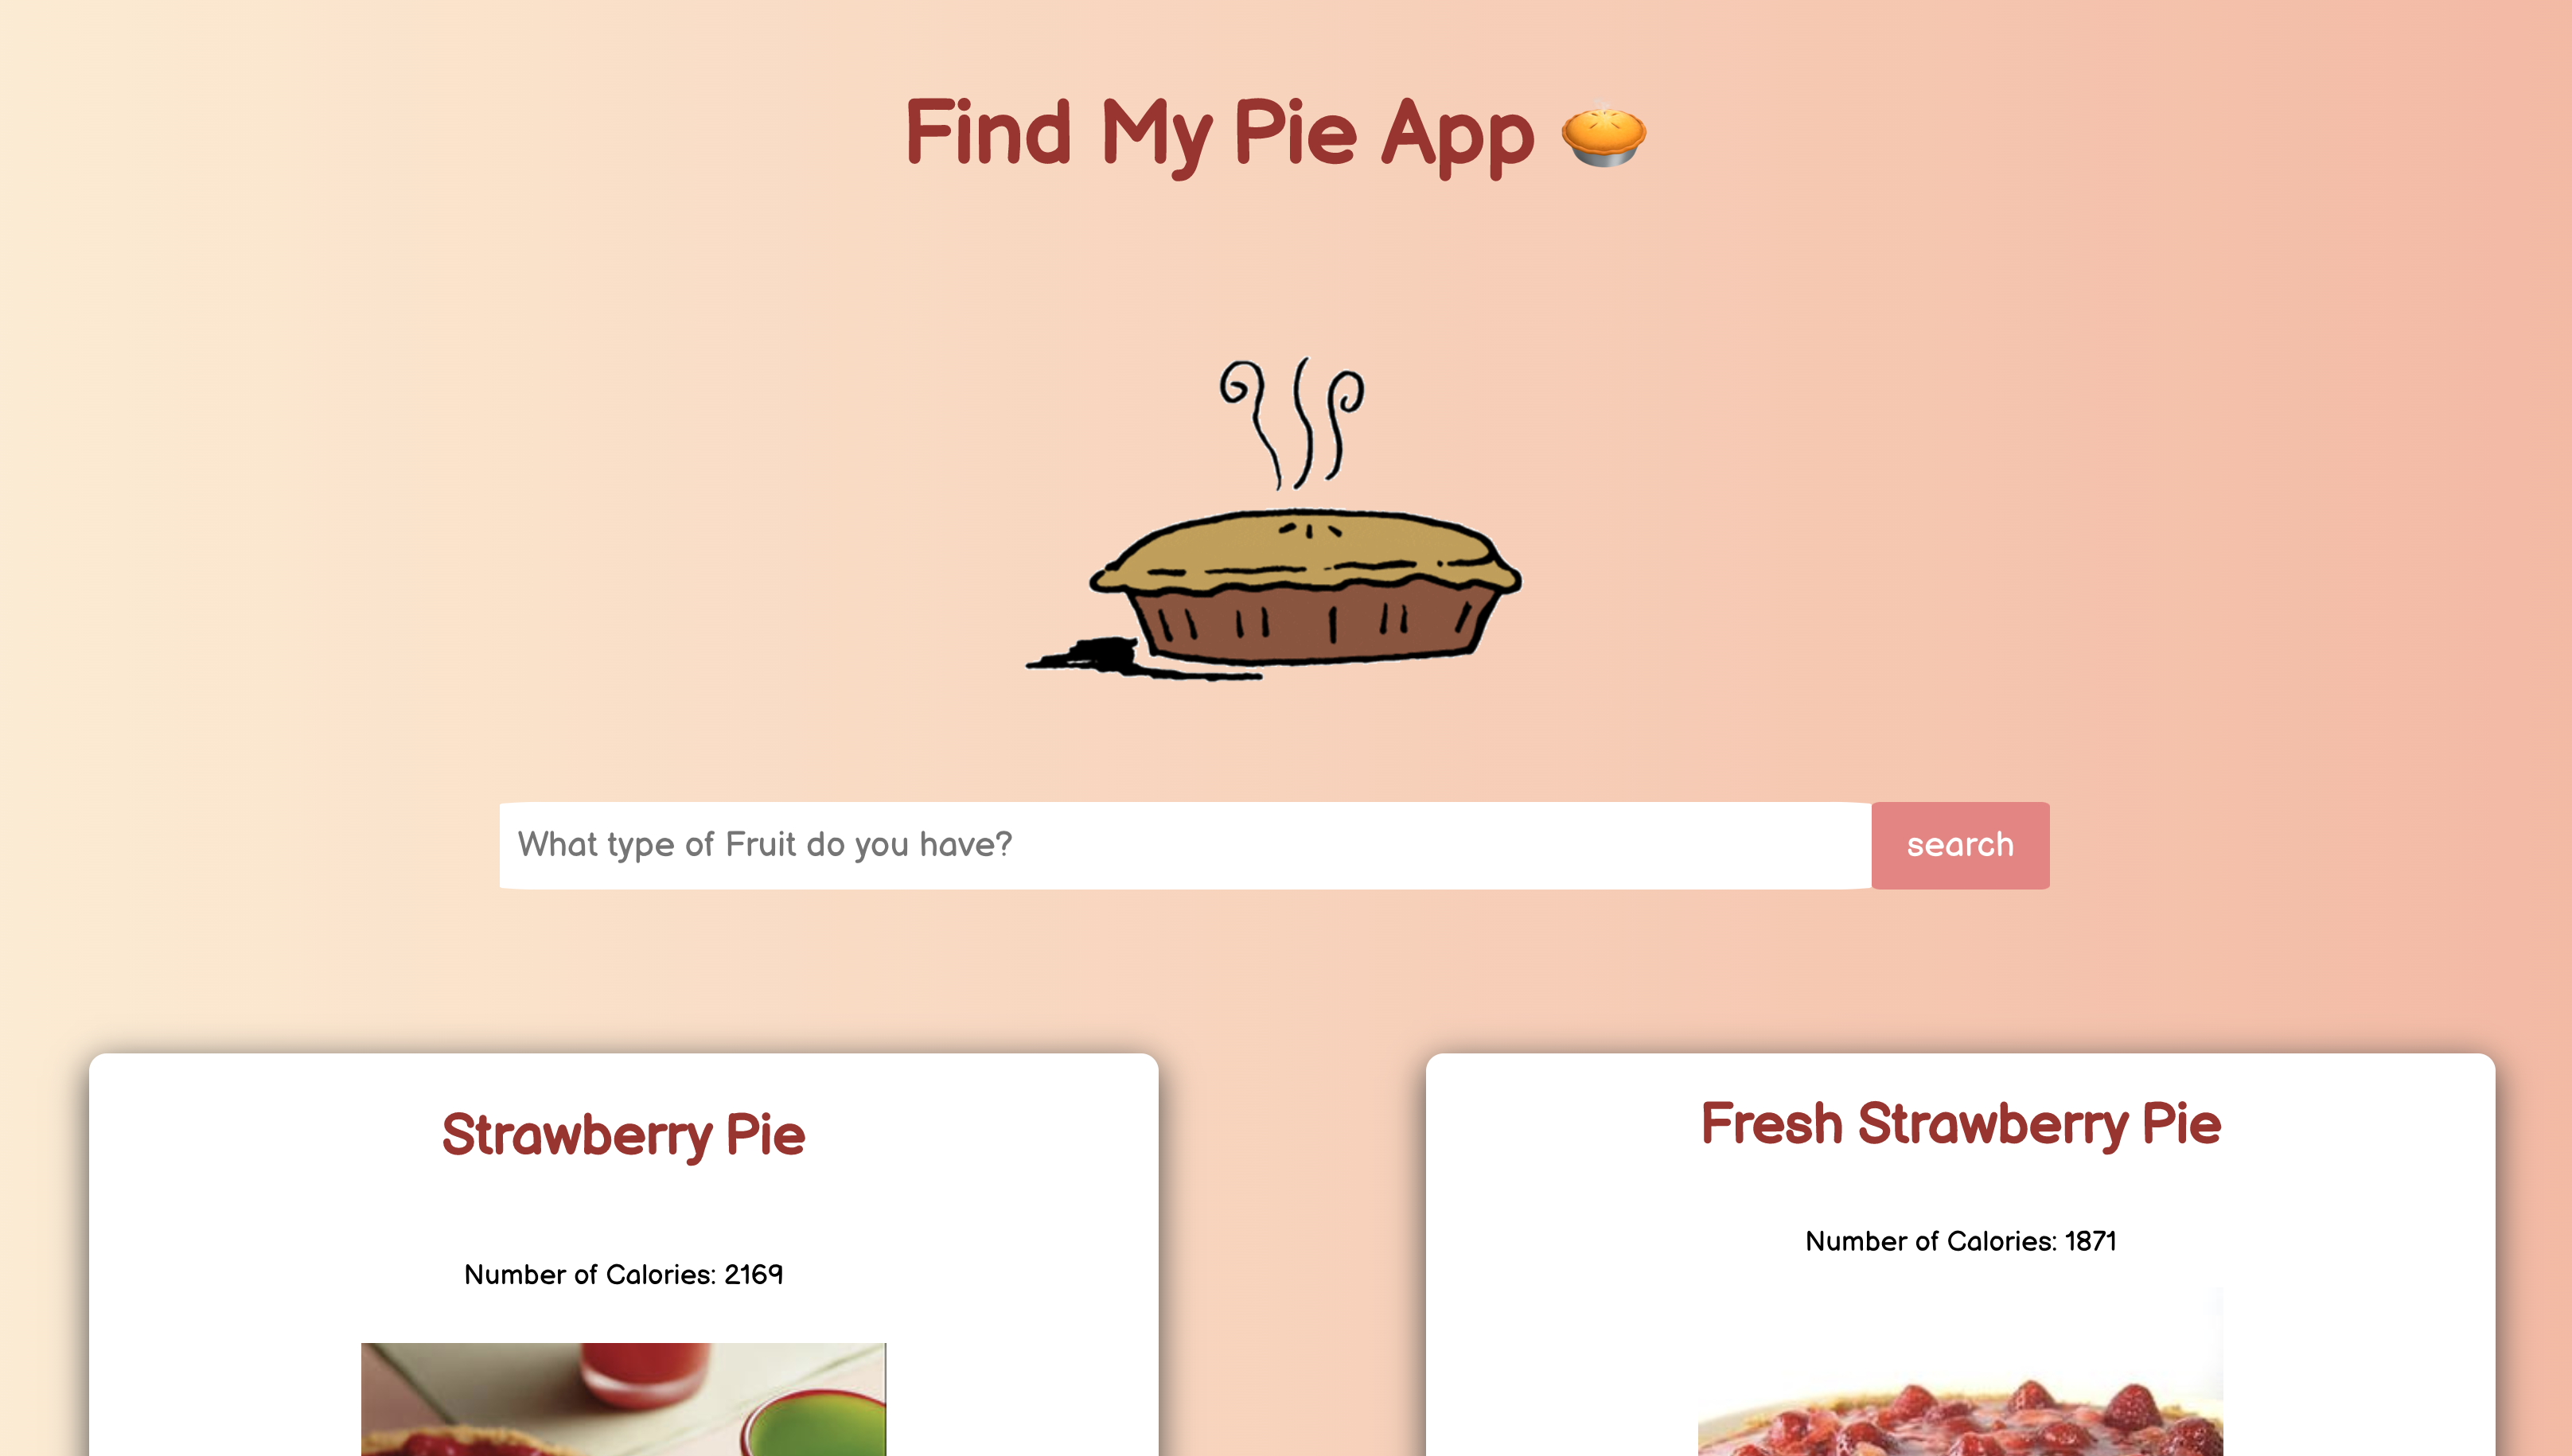 Find My Pie App 🥧
What type of Fruit do you have?
search
Strawberry Pie
Number of Calories: 2169
Fresh Strawberry Pie
Number of Calories: 1871